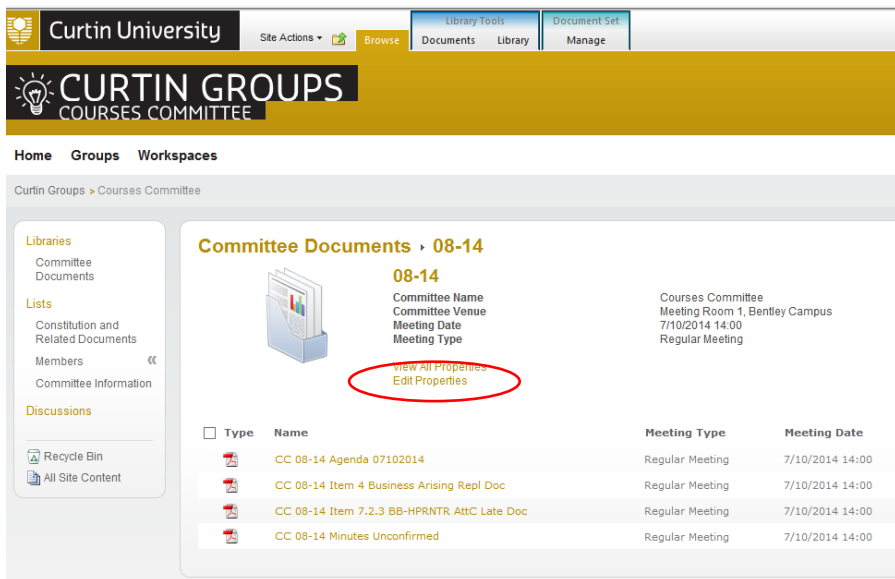 Curtin University
Site Actions
Browse
Library Tools
Documents Library
Document Set
Manage
CURTIN GROUPS
COURSES COMMITTEE
Home Groups Workspaces
Curtin Groups > Courses Committee
Libraries
Committee
Documents
Lists
Constitution and
Related Documents
Members
Committee Information
Discussions
Recycle Bin
All Site Content
Committee Documents › 08-14
08-14
Committee Name Courses Committee
Committee Venue Meeting Room 1, Bentley Campus
Meeting Date 7/10/2014 14:00
Meeting Type Regular Meeting
View All Properties
Edit Properties
Type Name Meeting Type Meeting Date
CC 08-14 Agenda 07102014 Regular Meeting 7/10/2014 14:00
CC 08-14 Item 4 Business Arising Repl Doc Regular Meeting 7/10/2014 14:00
CC 08-14 Item 7.2.3 BB-HPRNTR AttC Late Doc Regular Meeting 7/10/2014 14:00
CC 08-14 Minutes Unconfirmed Regular Meeting 7/10/2014 14:00